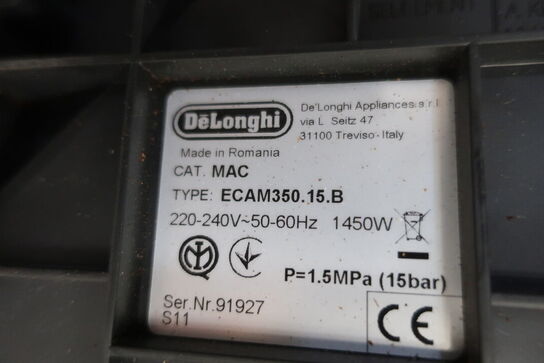 DeLonghi
De'Longhi Appliances s.r.l
via L. Seitz 47
31100 Treviso - Italy
Made in Romania
CAT. MAC
TYPE: ECAM350.15.B
220-240V~50-60Hz 1450W
P=1.5MPa (15bar)
Ser.Nr.91927
S11
CE